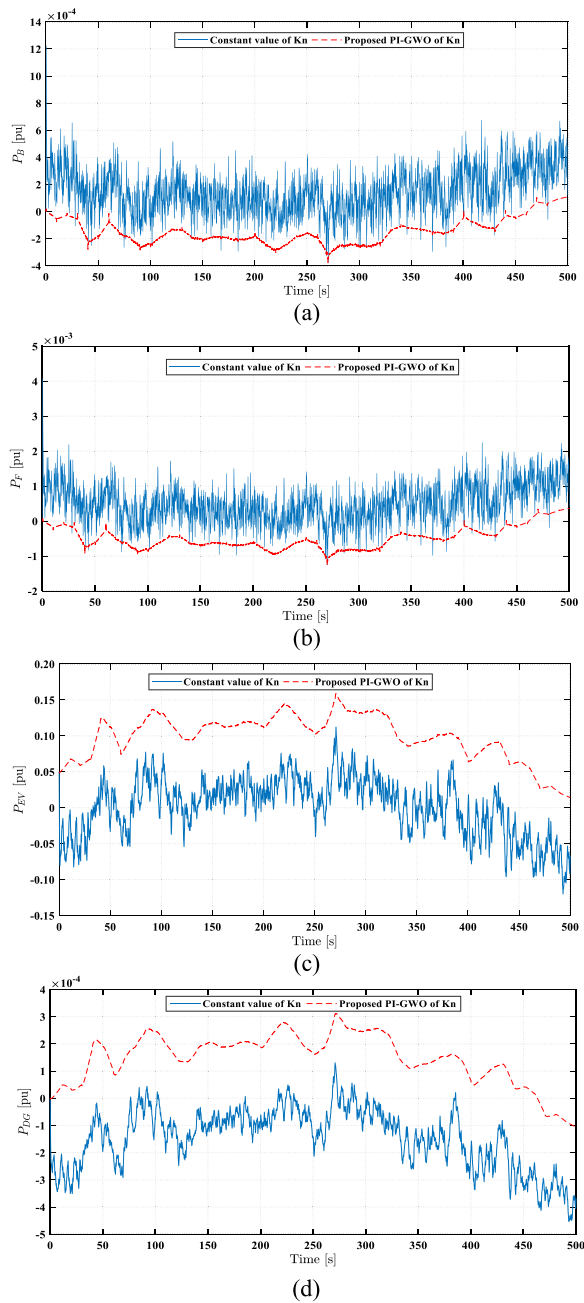 ×10⁻⁴
14
Constant value of Kn Proposed PI-GWO of Kn
12
10
8
6
4
2
0
-2
-4
P_B [pu]
0 50 100 150 200 250 300 350 400 450 500
Time [s]
(a)
×10⁻³
5
Constant value of Kn Proposed PI-GWO of Kn
4
3
2
1
0
-1
-2
P_F [pu]
0 50 100 150 200 250 300 350 400 450 500
Time [s]
(b)
0.20
Constant value of Kn Proposed PI-GWO of Kn
0.15
0.10
0.05
0
-0.05
-0.10
-0.15
P_EV [pu]
0 50 100 150 200 250 300 350 400 450 500
Time [s]
(c)
×10⁻⁴
4
Constant value of Kn Proposed PI-GWO of Kn
3
2
1
0
-1
-2
-3
-4
-5
P_DG [pu]
0 50 100 150 200 250 300 350 400 450 500
Time [s]
(d)